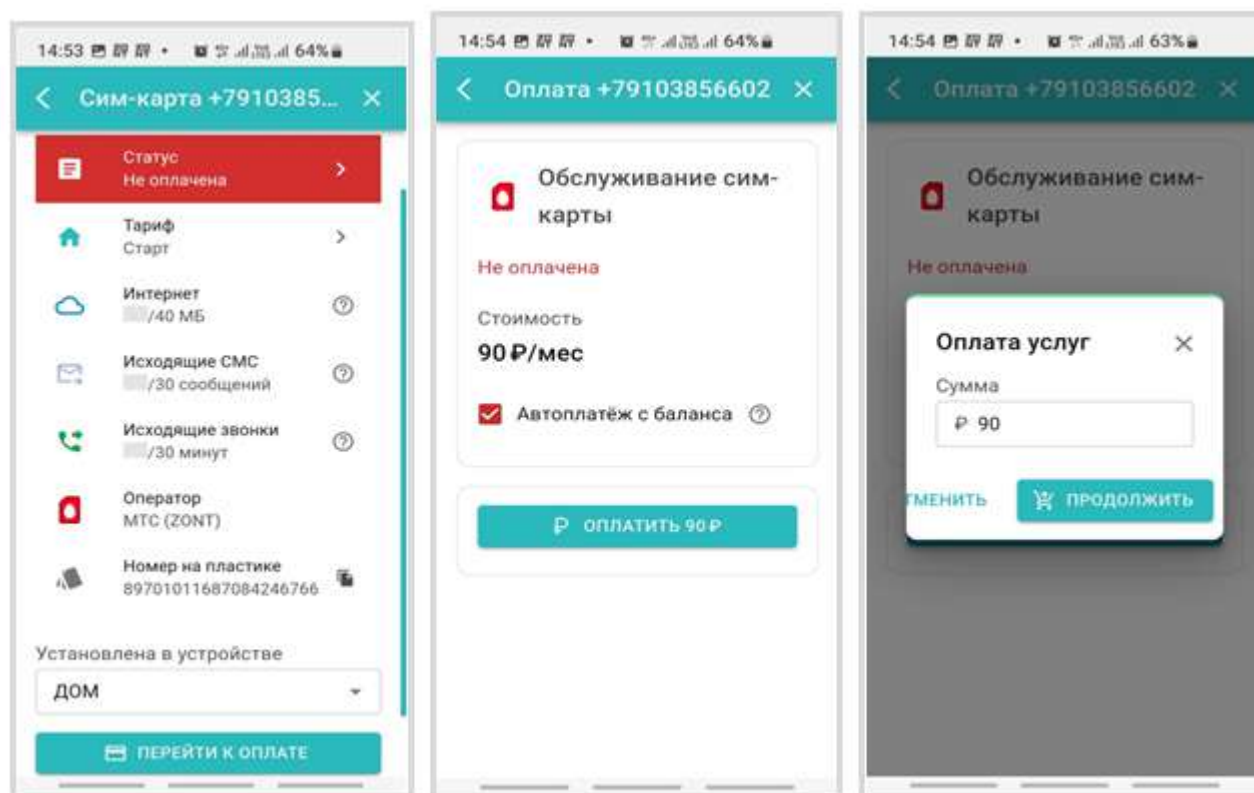 14:53
64%
Сим-карта +7910385...
Статус
Не оплачена
Тариф
Старт
Интернет
/40 МБ
Исходящие СМС
/30 сообщений
Исходящие звонки
/30 минут
Оператор
МТС (ZONT)
Номер на пластике
89701011687084246766
Установлена в устройстве
ДОМ
ПЕРЕЙТИ К ОПЛАТЕ
14:54
64%
Оплата +79103856602
Обслуживание сим-
карты
Не оплачена
Стоимость
90 ₽/мес
Автоплатёж с баланса
₽ ОПЛАТИТЬ 90 ₽
14:54
63%
Оплата +79103856602
Обслуживание сим-
карты
Не оплачена
Оплата услуг
Сумма
₽ 90
ТМЕНИТЬ
ПРОДОЛЖИТЬ